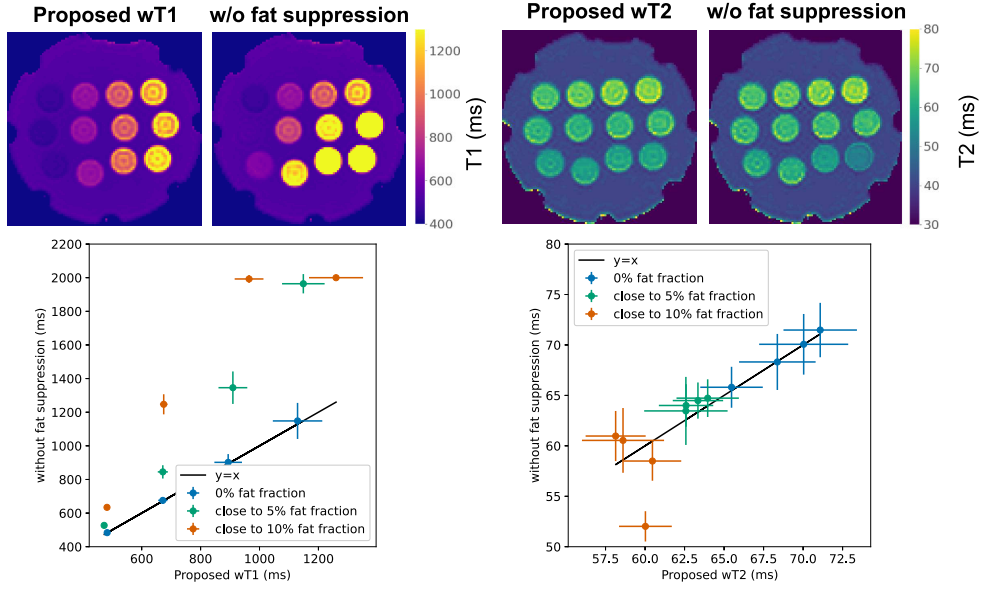 Proposed wT1 w/o fat suppression
1200
1000
800
600
400
T1 (ms)
Proposed wT2 w/o fat suppression
80
70
60
50
40
30
T2 (ms)
2200
2000
1800
1600
1400
1200
1000
800
600
400
without fat suppression (ms)
y=x
0% fat fraction
close to 5% fat fraction
close to 10% fat fraction
600 800 1000 1200
Proposed wT1 (ms)
80
75
70
65
60
55
50
without fat suppression (ms)
y=x
0% fat fraction
close to 5% fat fraction
close to 10% fat fraction
57.5 60.0 62.5 65.0 67.5 70.0 72.5
Proposed wT2 (ms)